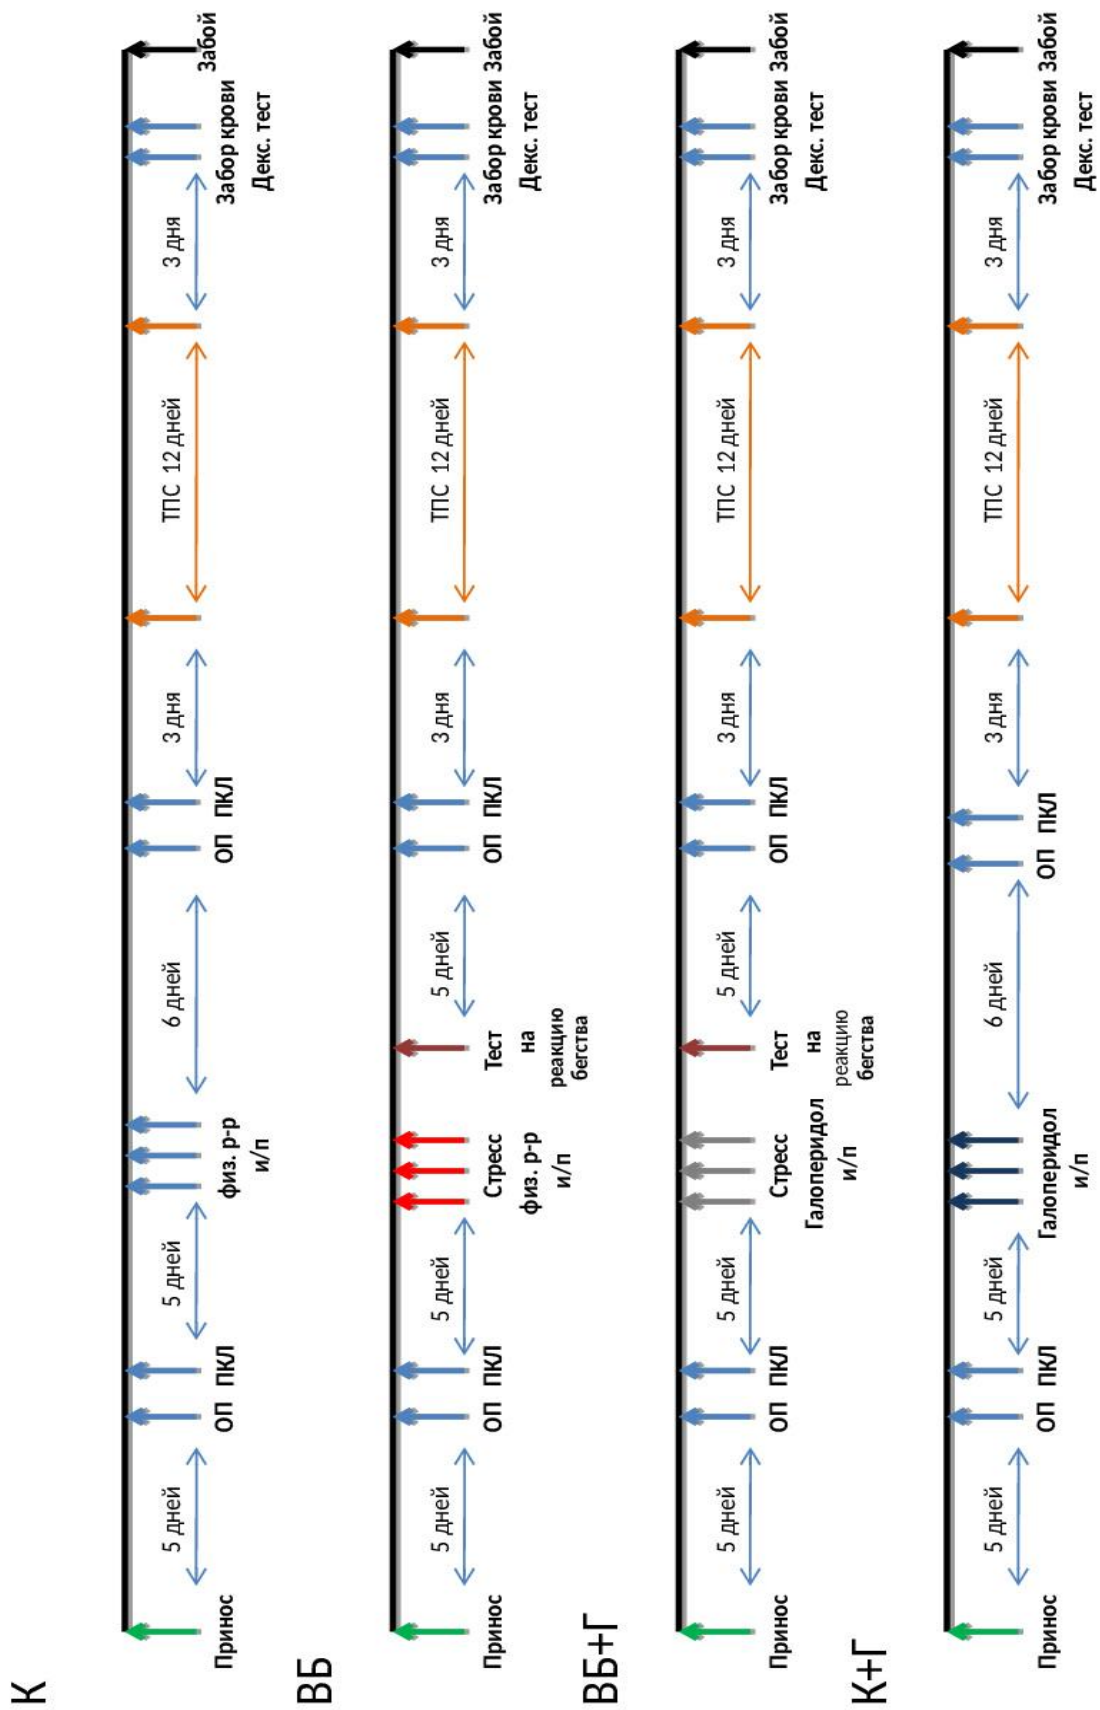 К
5 дней
5 дней
6 дней
3 дня
ТПС 12 дней
3 дня
Принос
ОП ПКЛ
физ. р-р
и/п
ОП ПКЛ
Забор крови
Декс. тест
Забой
ВБ
5 дней
5 дней
5 дней
3 дня
ТПС 12 дней
3 дня
Принос
ОП ПКЛ
Стресс
физ. р-р
и/п
Тест
на
реакцию
бегства
ОП ПКЛ
Забор крови Забой
Декс. тест
ВБ+Г
5 дней
5 дней
5 дней
3 дня
ТПС 12 дней
3 дня
Принос
ОП ПКЛ
Стресс
Галоперидол
и/п
Тест
на
реакцию
бегства
ОП ПКЛ
Забор крови Забой
Декс. тест
К+Г
5 дней
5 дней
6 дней
3 дня
ТПС 12 дней
3 дня
Принос
ОП ПКЛ
Галоперидол
и/п
ОП ПКЛ
Забор крови Забой
Декс. тест